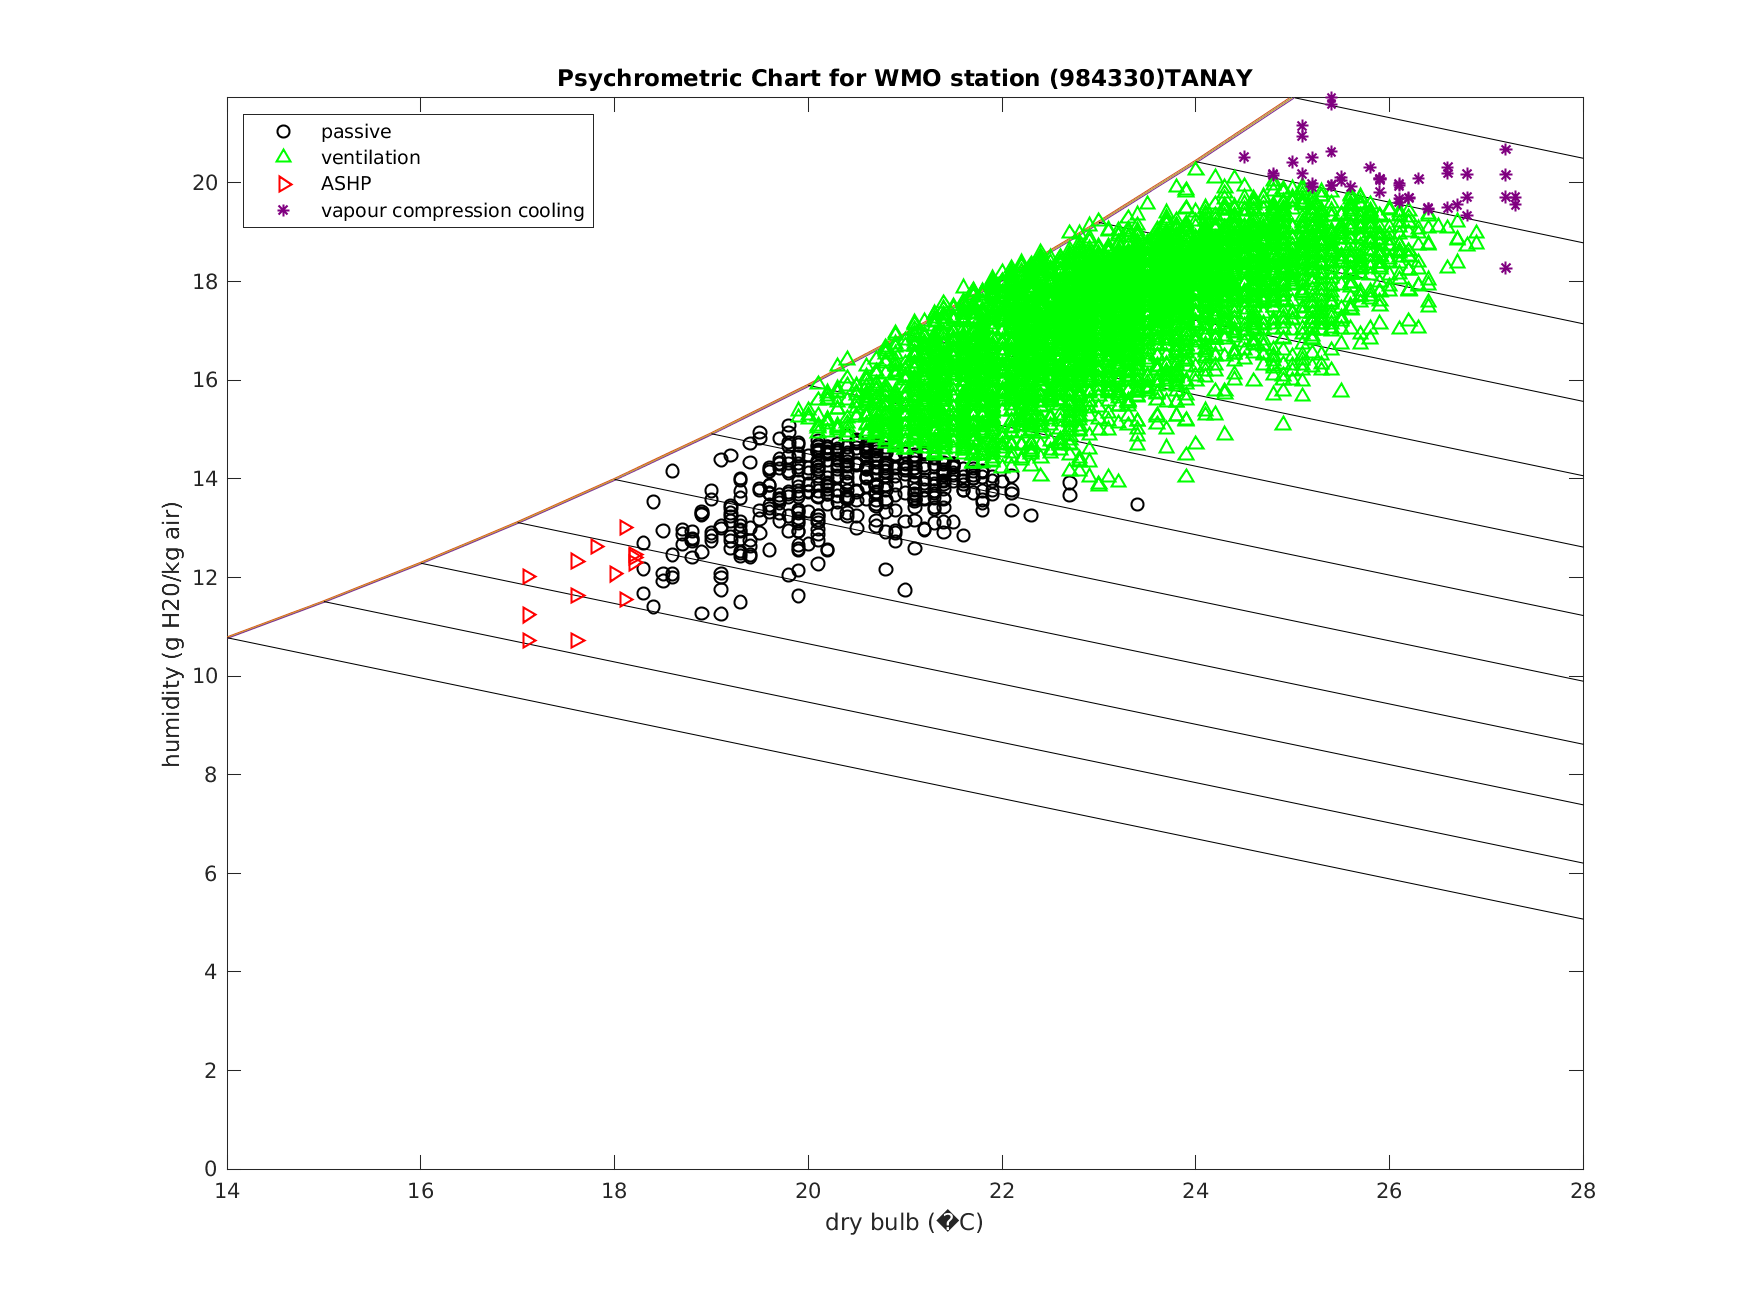 Psychrometric Chart for WMO station (984330)TANAY
passive
ventilation
ASHP
vapour compression cooling
humidity (g H20/kg air)
20
18
16
14
12
10
8
6
4
2
0
14 16 18 20 22 24 26 28
dry bulb (�C)